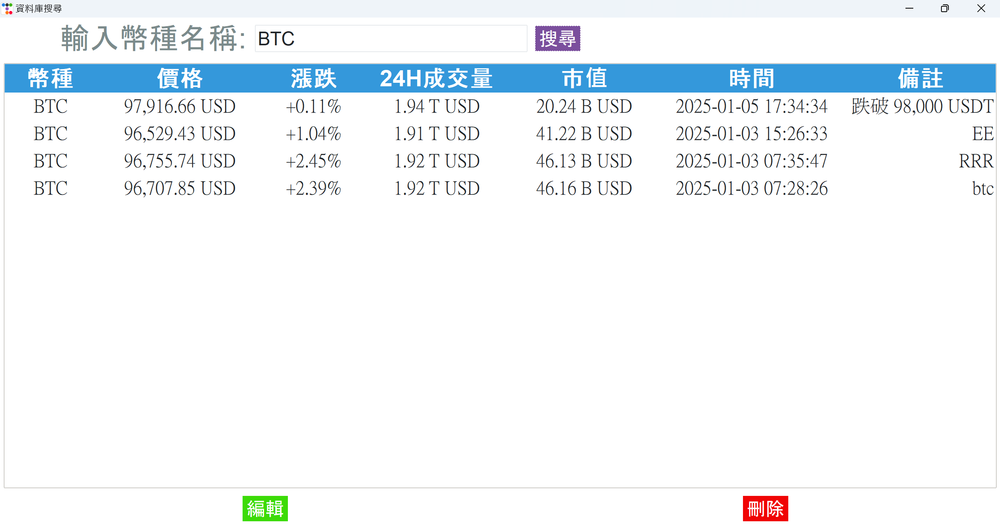 資料庫搜尋
輸入幣種名稱: BTC 搜尋
幣種 價格 漲跌 24H成交量 市值 時間 備註
BTC 97,916.66 USD +0.11% 1.94 T USD 20.24 B USD 2025-01-05 17:34:34 跌破 98,000 USDT
BTC 96,529.43 USD +1.04% 1.91 T USD 41.22 B USD 2025-01-03 15:26:33 EE
BTC 96,755.74 USD +2.45% 1.92 T USD 46.13 B USD 2025-01-03 07:35:47 RRR
BTC 96,707.85 USD +2.39% 1.92 T USD 46.16 B USD 2025-01-03 07:28:26 btc
編輯 刪除